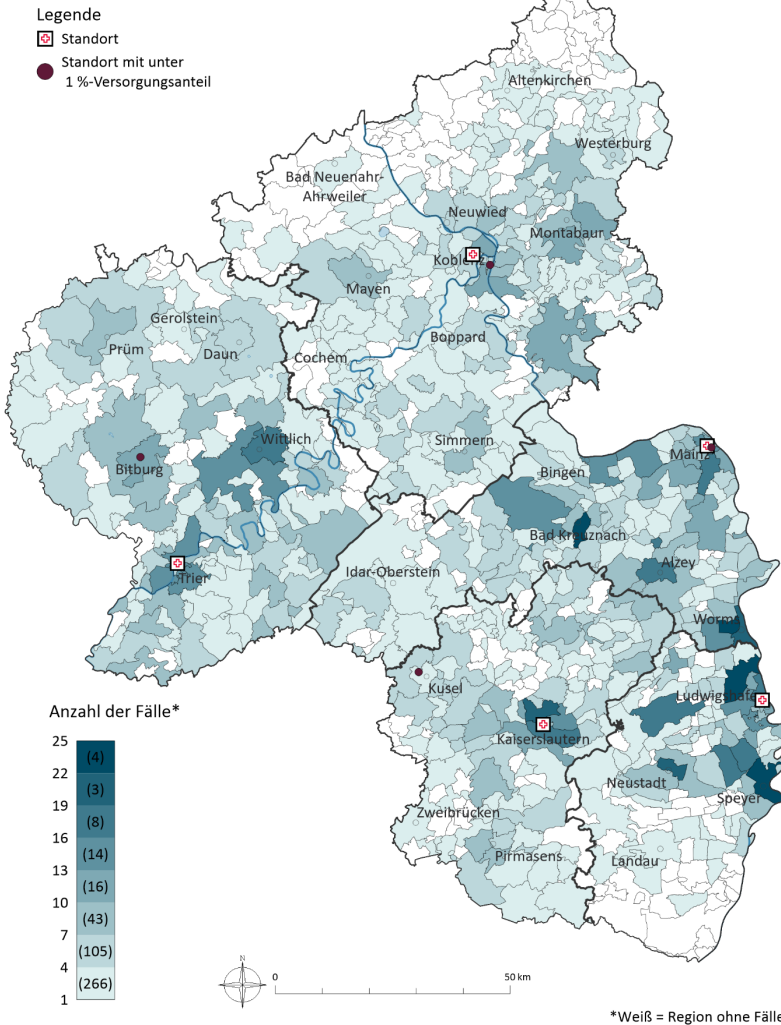 Legende
Standort
Standort mit unter
1 %-Versorgungsanteil
Altenkirchen
Westerburg
Bad Neuenahr-
Ahrweiler
Neuwied
Montabaur
Koblenz
Mayen
Gerolstein
Boppard
Prüm
Daun
Cochem
Wittlich
Simmern
Mainz
Bitburg
Bingen
Bad Kreuznach
Alzey
Idar-Oberstein
Trier
Worms
Kusel
Ludwigshafe
Anzahl der Fälle*
Kaiserslautern
25
(4)
22
(3)
19
(8)
16
(14)
13
(16)
10
(43)
7
(105)
4
(266)
1
Neustadt
Speyer
Zweibrücken
Pirmasens
Landau
N
0
50 km
*Weiß = Region ohne Fälle